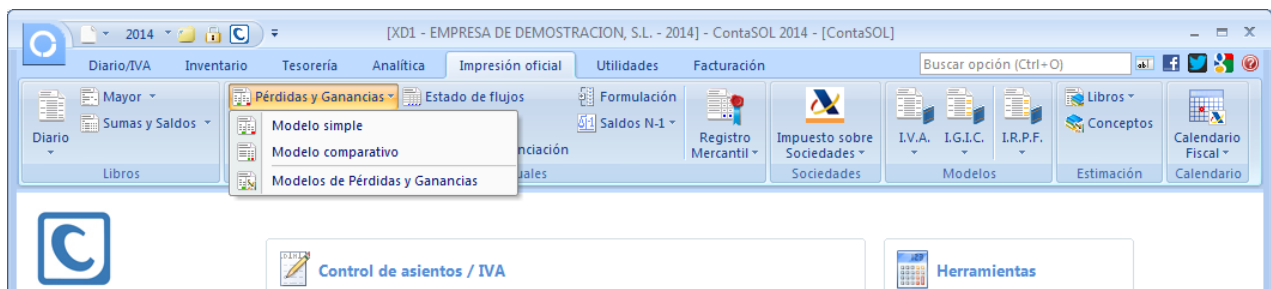 2014
[XD1 - EMPRESA DE DEMOSTRACION, S.L. - 2014] - ContaSOL 2014 - [ContaSOL]
Diario/IVA Inventario Tesorería Analítica Impresión oficial Utilidades Facturación Buscar opción (Ctrl+O)
Diario
Mayor
Sumas y Saldos
Libros
Pérdidas y Ganancias
Modelo simple
Modelo comparativo
Modelos de Pérdidas y Ganancias
Estado de flujos
nciación
uales
Formulación
Saldos N-1
Registro
Mercantil
Impuesto sobre
Sociedades
Sociedades
I.V.A. I.G.I.C. I.R.P.F.
Modelos
Libros
Conceptos
Estimación
Calendario
Fiscal
Calendario
Control de asientos / IVA
Herramientas